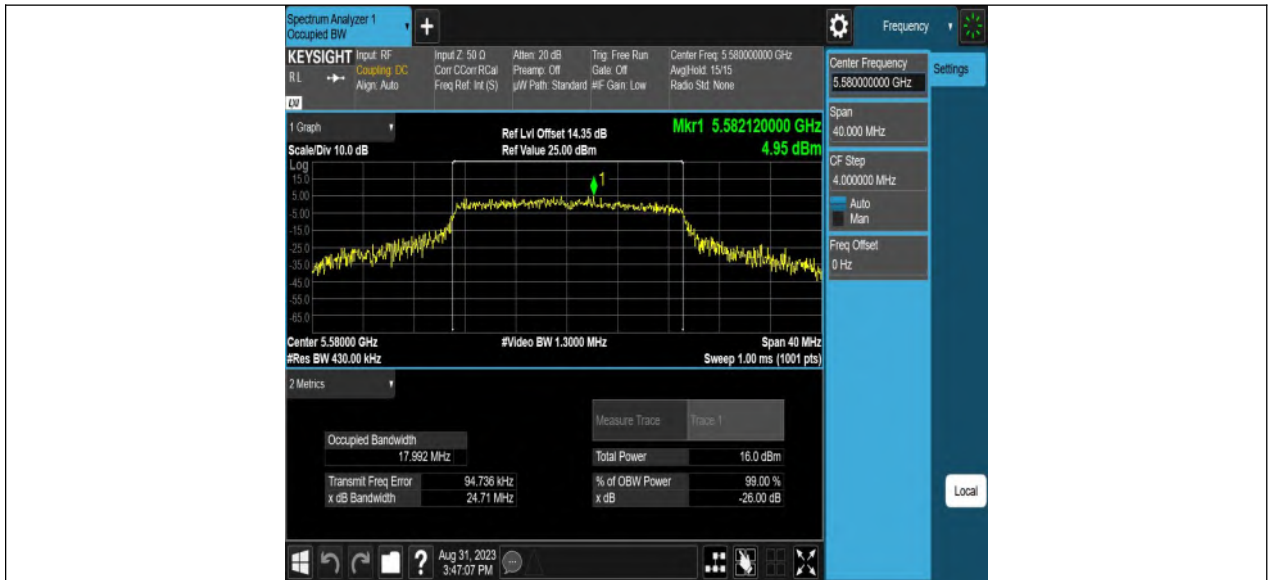 Spectrum Analyzer 1
Occupied BW
+
Frequency
KEYSIGHT
RL
LXI
Input: RF
Coupling: DC
Align: Auto
Input Z: 50 Ω
Corr CCorr RCal
Freq Ref: Int (S)
Atten: 20 dB
Preamp: Off
µW Path: Standard
Trig: Free Run
Gate: Off
#IF Gain: Low
Center Freq: 5.580000000 GHz
Avg|Hold: 15/15
Radio Std: None
1 Graph
Scale/Div 10.0 dB
Ref Lvl Offset 14.35 dB
Ref Value 25.00 dBm
Mkr1 5.582120000 GHz
4.95 dBm
Log
15.0
5.00
-5.00
-15.0
-25.0
-35.0
-45.0
-55.0
-65.0
1
Center 5.58000 GHz
#Res BW 430.00 kHz
#Video BW 1.3000 MHz
Span 40 MHz
Sweep 1.00 ms (1001 pts)
2 Metrics
Measure Trace Trace 1
Occupied Bandwidth
17.992 MHz
Total Power 16.0 dBm
Transmit Freq Error 94.736 kHz
% of OBW Power 99.00 %
x dB Bandwidth 24.71 MHz
x dB -26.00 dB
Center Frequency
5.580000000 GHz
Settings
Span
40.000 MHz
CF Step
4.000000 MHz
Auto
Man
Freq Offset
0 Hz
Local
?
Aug 31, 2023
3:47:07 PM